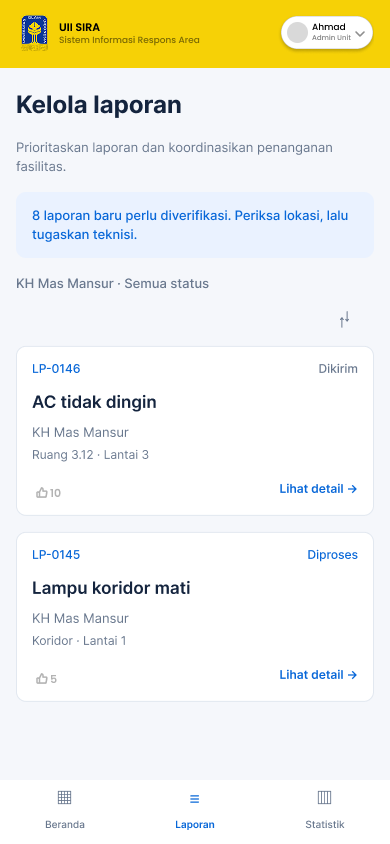 UII SIRA
Sistem Informasi Respons Area
Ahmad
Admin Unit
Kelola laporan
Prioritaskan laporan dan koordinasikan penanganan
fasilitas.
8 laporan baru perlu diverifikasi. Periksa lokasi, lalu
tugaskan teknisi.
KH Mas Mansur · Semua status
LP-0146
Dikirim
AC tidak dingin
KH Mas Mansur
Ruang 3.12 · Lantai 3
10
Lihat detail →
LP-0145
Diproses
Lampu koridor mati
KH Mas Mansur
Koridor · Lantai 1
5
Lihat detail →
Beranda
Laporan
Statistik